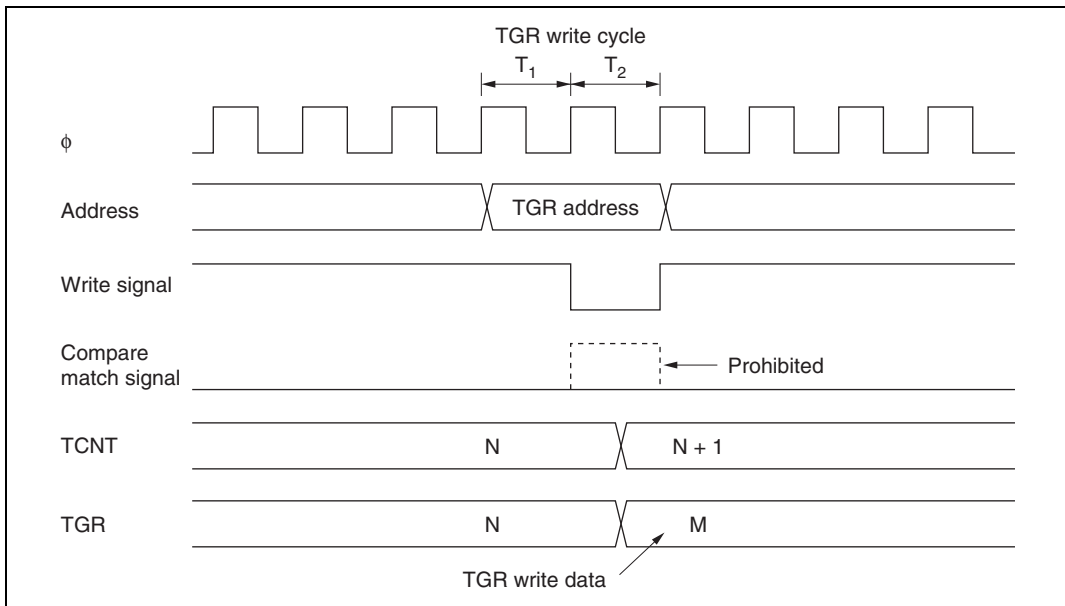 TGR write cycle
T1 T2
ϕ
Address TGR address
Write signal
Compare
match signal
Prohibited
TCNT N N + 1
TGR N M
TGR write data